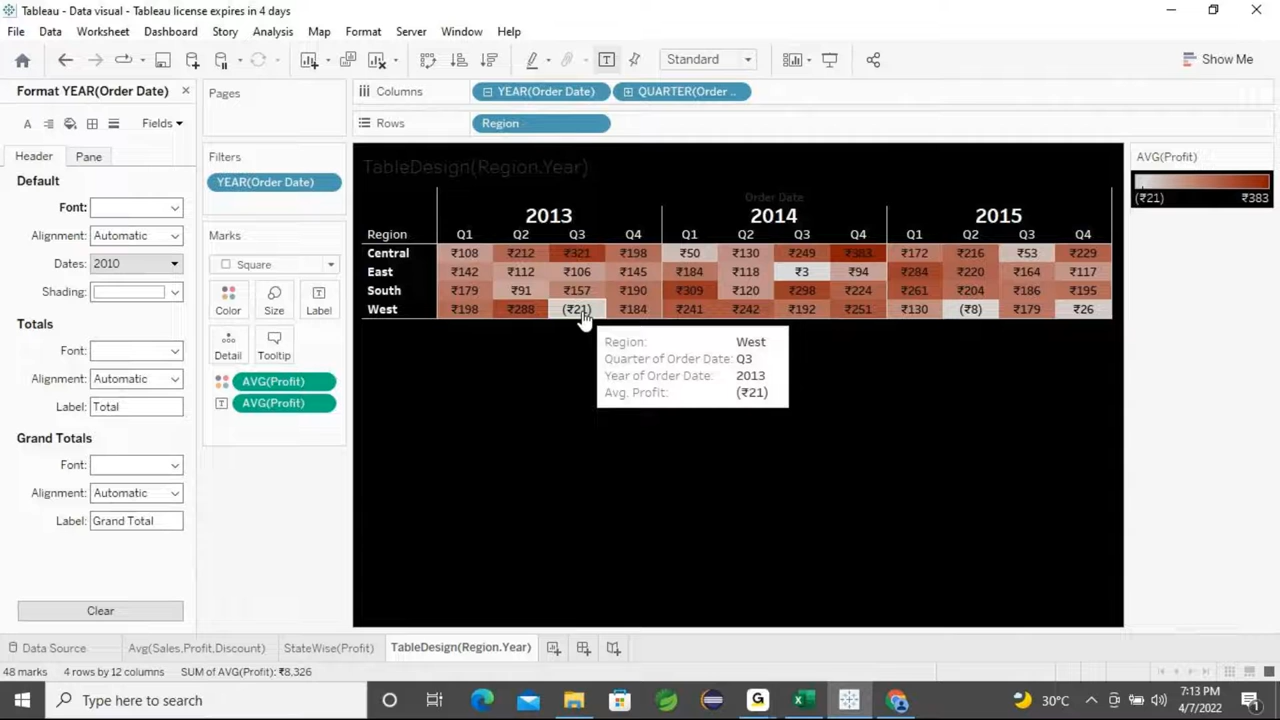 Tableau - Data visual - Tableau license expires in 4 days
File Data Worksheet Dashboard Story Analysis Map Format Server Window Help
Standard
Show Me
Format YEAR(Order Date)
Fields
Header Pane
Default
Font:
Alignment: Automatic
Dates: 2010
Shading:
Totals
Font:
Alignment: Automatic
Label: Total
Grand Totals
Font:
Alignment: Automatic
Label: Grand Total
Clear
Pages
Filters
YEAR(Order Date)
Marks
Square
Color Size Label
Detail Tooltip
AVG(Profit)
AVG(Profit)
Columns YEAR(Order Date) QUARTER(Order ..
Rows Region
TableDesign(Region.Year)
Order Date
2013 2014 2015
Region Q1 Q2 Q3 Q4 Q1 Q2 Q3 Q4 Q1 Q2 Q3 Q4
Central ₹108 ₹212 ₹321 ₹198 ₹50 ₹130 ₹249 ₹383 ₹172 ₹216 ₹53 ₹229
East ₹142 ₹112 ₹106 ₹145 ₹184 ₹118 ₹3 ₹94 ₹284 ₹220 ₹164 ₹117
South ₹179 ₹91 ₹157 ₹190 ₹309 ₹120 ₹298 ₹224 ₹261 ₹204 ₹186 ₹195
West ₹198 ₹288 (₹21) ₹184 ₹241 ₹242 ₹192 ₹251 ₹130 (₹8) ₹179 ₹26
Region: West
Quarter of Order Date: Q3
Year of Order Date: 2013
Avg. Profit: (₹21)
AVG(Profit)
(₹21) ₹383
Data Source Avg(Sales,Profit,Discount) StateWise(Profit) TableDesign(Region.Year)
48 marks 4 rows by 12 columns SUM of AVG(Profit): ₹8,326
Type here to search
30°C
7:13 PM
4/7/2022
1